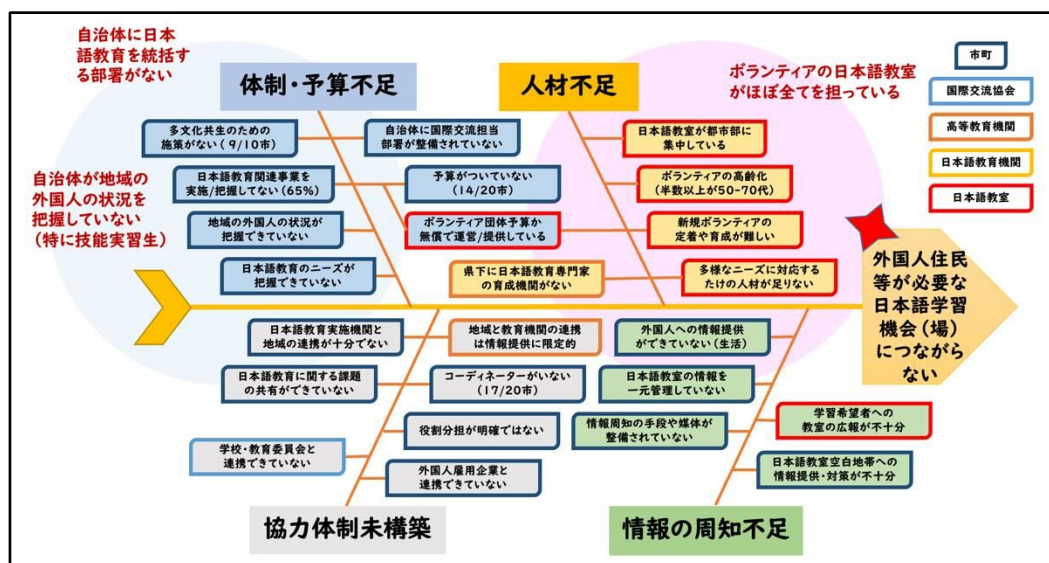 自治体に日本
語教育を統括す
る部署がない
体制・予算不足
人材不足
ボランティアの日本語教室
がほぼ全てを担っている
市町
国際交流協会
高等教育機関
日本語教育機関
日本語教室
多文化共生のための
施策がない(9/10市)
自治体に国際交流担当
部署が整備されていない
日本語教室が都市部に
集中している
自治体が地域の
外国人の状況を
把握していない
(特に技能実習生)
日本語教育関連事業を
実施/把握してない(65%)
予算がついていない
(14/20市)
ボランティアの高齢化
(半数以上が50-70代)
地域の外国人の状況が
把握できていない
ボランティア団体予算か
無償で運営/提供している
新規ボランティアの
定着や育成が難しい
日本語教育のニーズが
把握できていない
県下に日本語教育専門家
の育成機関がない
多様なニーズに対応する
たけの人材が足りない
外国人住民
等が必要な
日本語学習
機会(場)
につながら
ない
日本語教育実施機関と
地域の連携が十分でない
地域と教育機関の連携
は情報提供に限定的
外国人への情報提供
ができていない(生活)
日本語教育に関する課題
の共有ができていない
コーディネーターがいない
(17/20市)
日本語教室の情報を
一元管理していない
役割分担が明確ではない
情報周知の手段や媒体が
整備されていない
学習希望者への
教室の広報が不十分
学校・教育委員会と
連携できていない
外国人雇用企業と
連携できていない
日本語教室空白地帯への
情報提供・対策が不十分
協力体制未構築
情報の周知不足